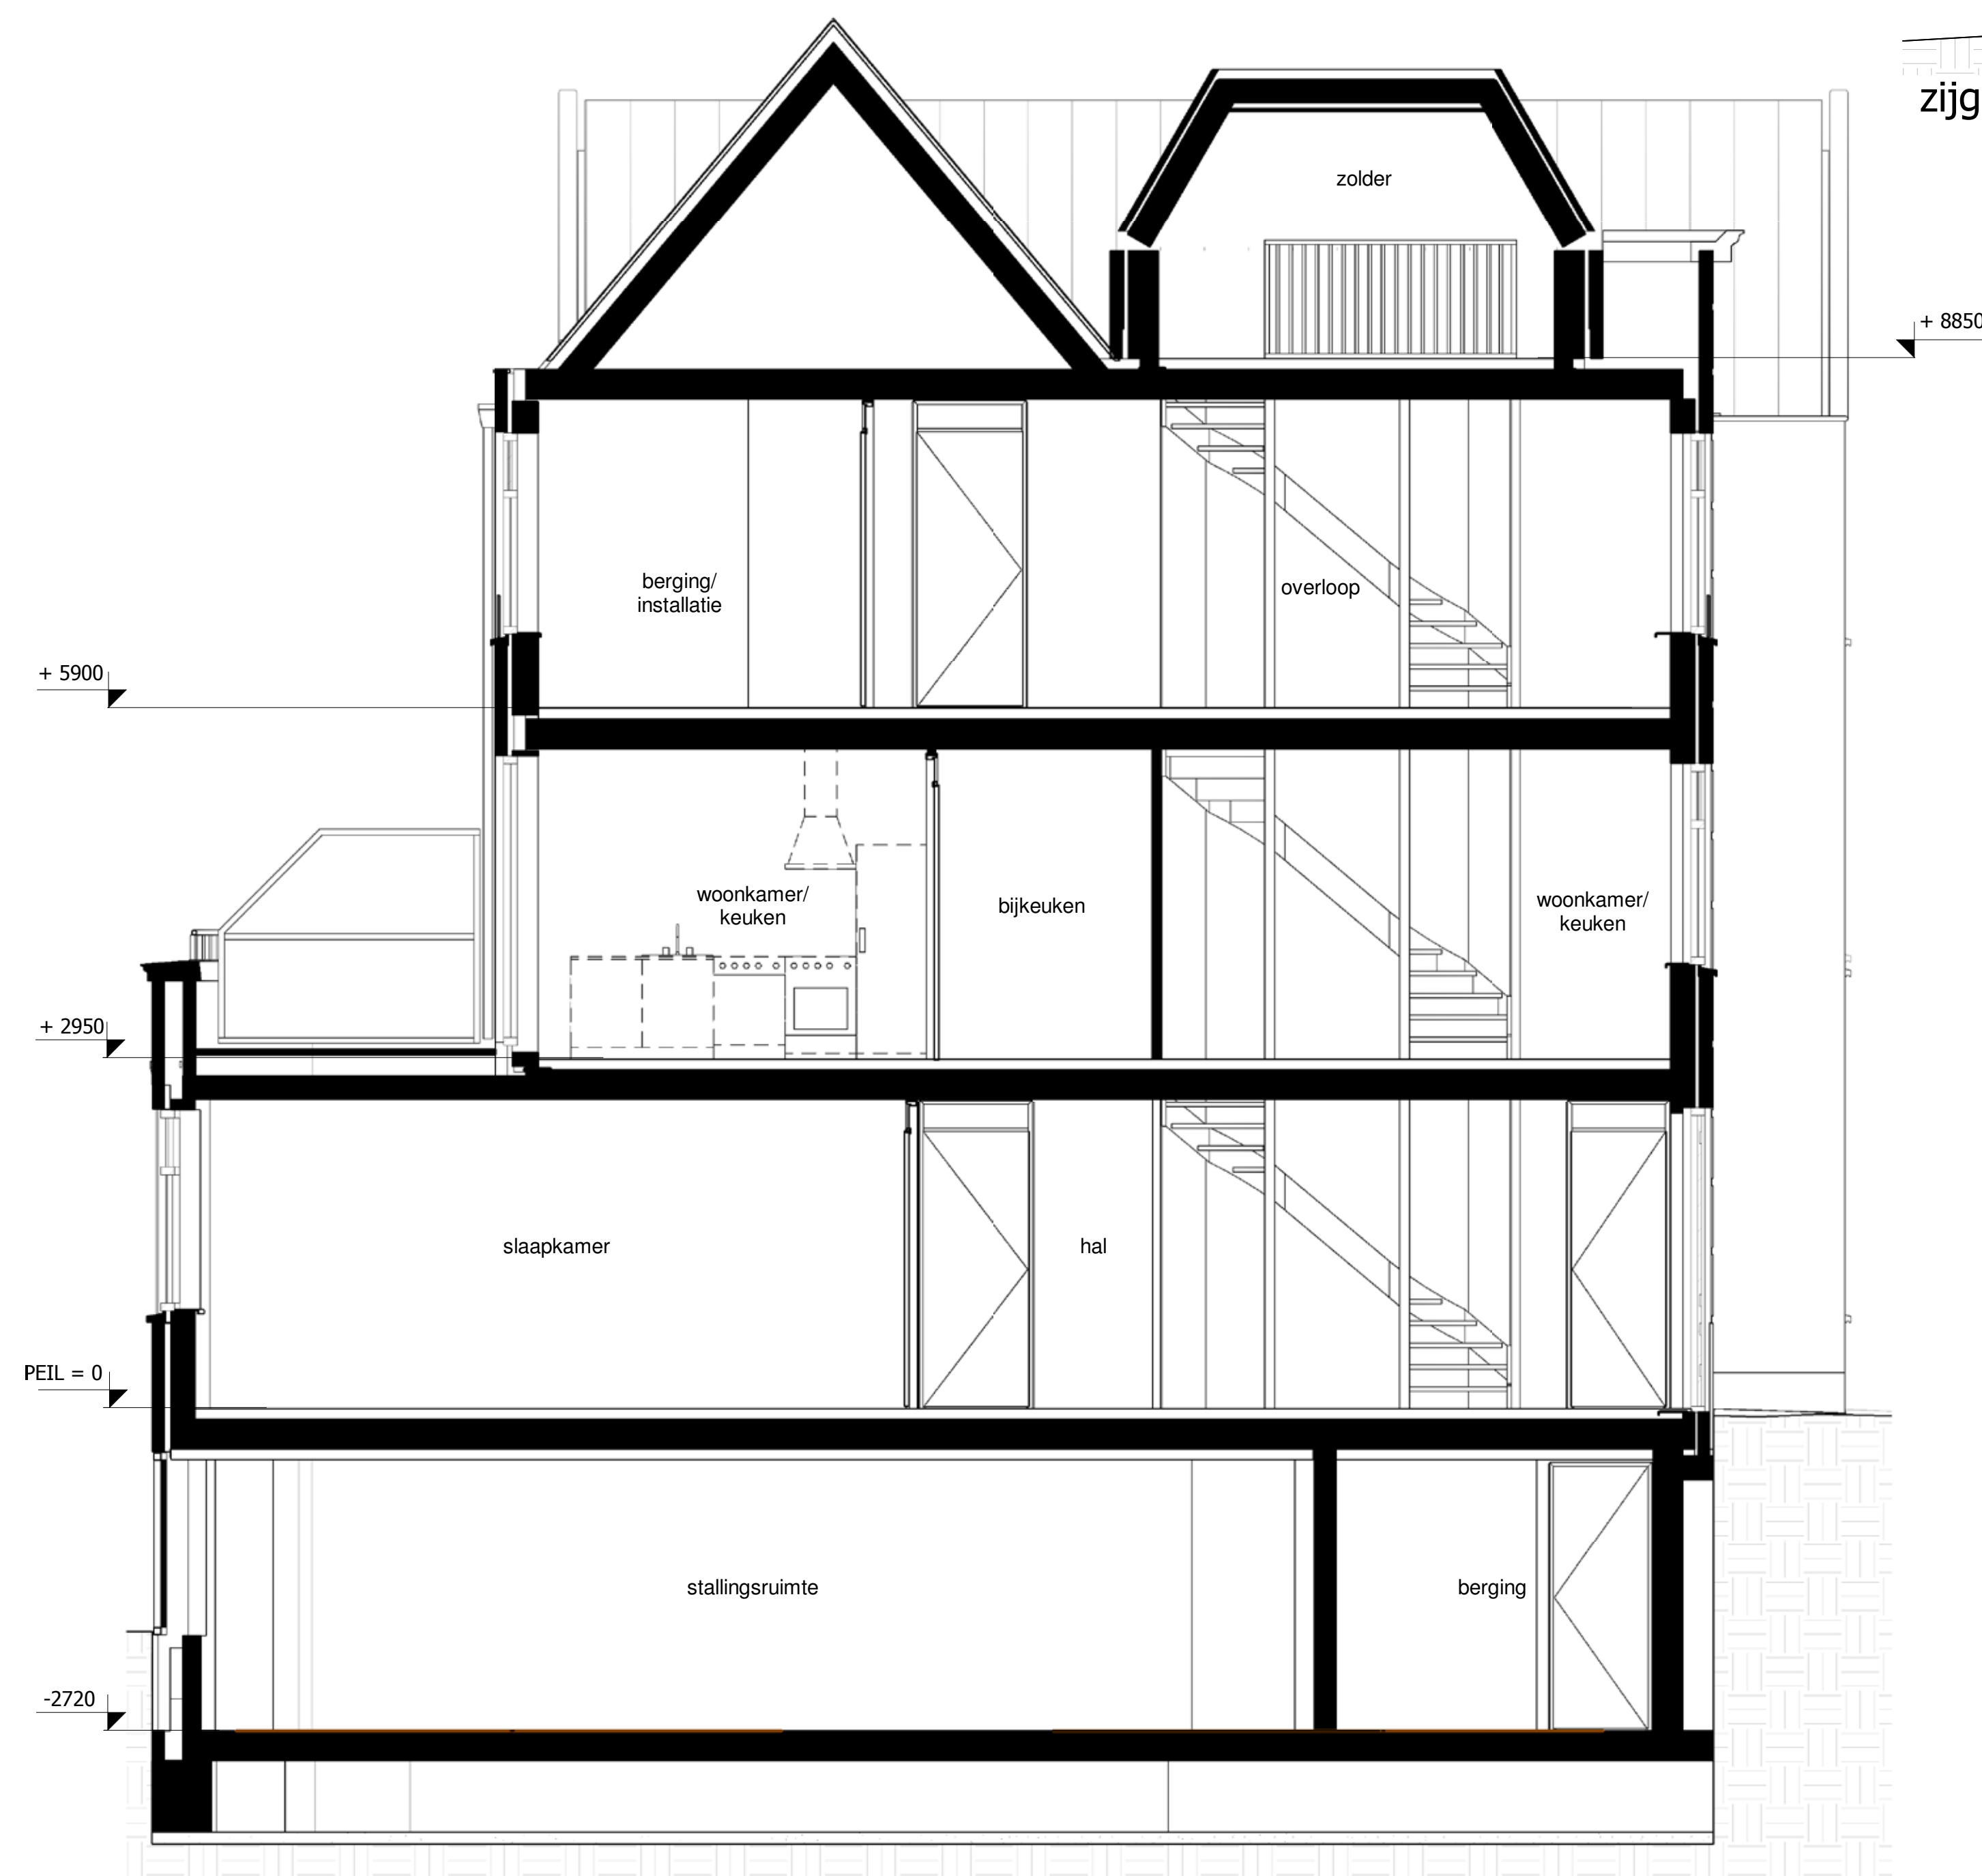 zijg
zolder
+ 8850
berging/
installatie
overloop
+ 5900
woonkamer/
keuken
bijkeuken
woonkamer/
keuken
+ 2950
slaapkamer
hal
PEIL = 0
stallingsruimte
berging
-2720